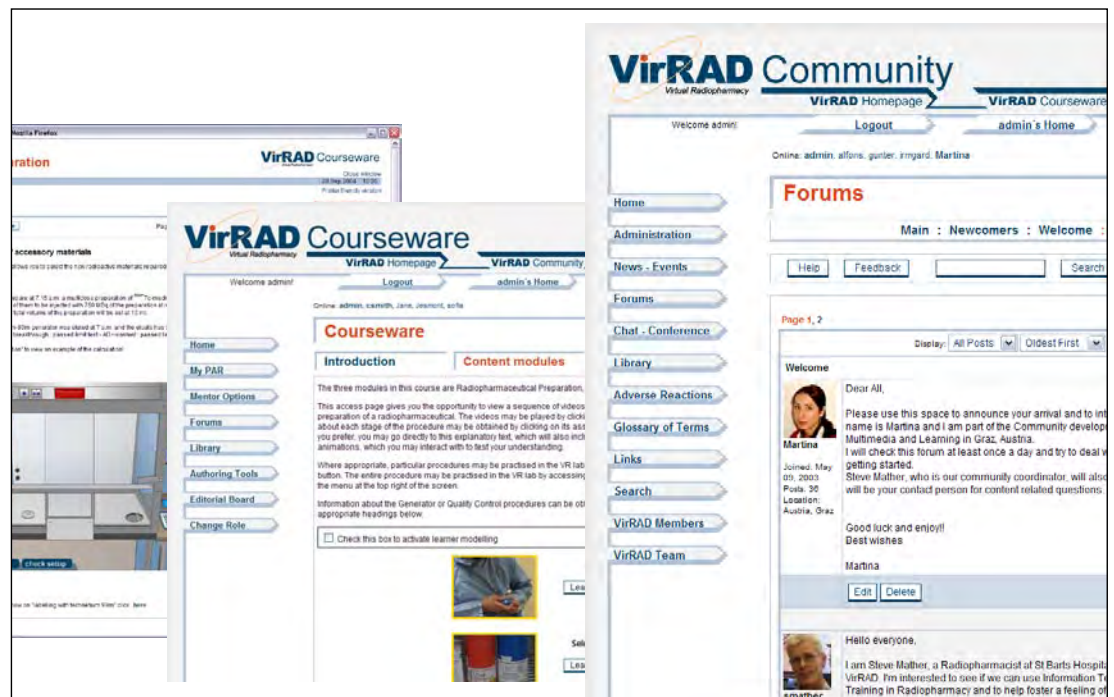 Mozilla Firefox
ration
VirRAD Courseware
Close window
Printer friendly version
accessory materials
check setup
VirRAD Courseware
Virtual Radiopharmacy
VirRAD Homepage
VirRAD Community
Welcome admin!
Logout
admin's Home
Home
My PAR
Mentor Options
Forums
Library
Authoring Tools
Editorial Board
Change Role
Courseware
Introduction
Content modules
The three modules in this course are Radiopharmaceutical Preparation,
This access page gives you the opportunity to view a sequence of videos
preparation of a radiopharmaceutical. The videos may be played by click
about each stage of the procedure may be obtained by clicking on its ass
you prefer, you may go directly to this explanatory text, which will also incl
animations, which you may interact with to test your understanding.
Where appropriate, particular procedures may be practised in the VR lab
button. The entire procedure may be practised in the VR lab by accessing
the menu at the top right of the screen.
Information about the Generator or Quality Control procedures can be ob
appropriate headings below.
Check this box to activate learner modelling
Lea
Sel
Lea
VirRAD Community
Virtual Radiopharmacy
VirRAD Homepage
VirRAD Courseware
Welcome admin!
Logout
admin's Home
Online: admin, alfons, gunter, irmgard, Martina
Home
Administration
News - Events
Forums
Chat - Conference
Library
Adverse Reactions
Glossary of Terms
Links
Search
VirRAD Members
VirRAD Team
Forums
Main : Newcomers : Welcome :
Help
Feedback
Search
Page 1, 2
Display: All Posts Oldest First
Welcome
Martina
Joined: May
09, 2003
Posts: 36
Location:
Austria, Graz
Dear All,
Please use this space to announce your arrival and to int
name is Martina and I am part of the Community develop
Multimedia and Learning in Graz, Austria.
I will check this forum at least once a day and try to deal w
getting started.
Steve Mather, who is our community coordinator, will also
will be your contact person for content related questions.
Good luck and enjoy!!
Best wishes
Martina
Edit
Delete
smather
Hello everyone,
I am Steve Mather, a Radiopharmacist at St Barts Hospita
VirRAD. I'm interested to see if we can use Information Te
Training in Radiopharmacy and to help foster a feeling o